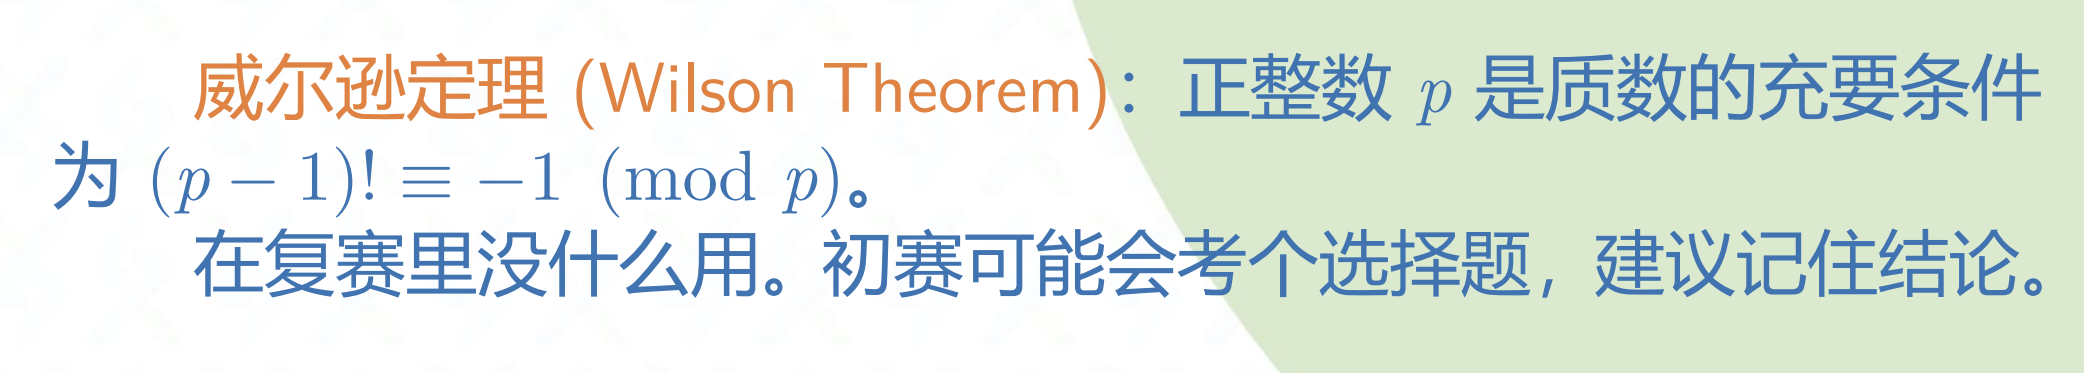 威尔逊定理 (Wilson Theorem)：正整数 p 是质数的充要条件
为 (p − 1)! ≡ −1 (mod p)。
在复赛里没什么用。初赛可能会考个选择题，建议记住结论。